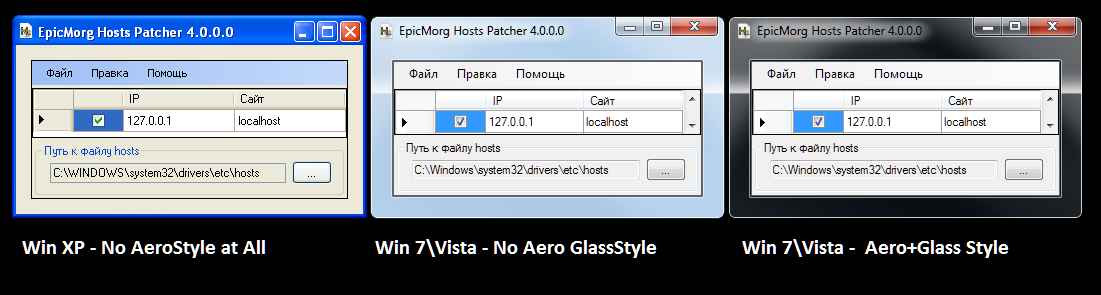 EpicMorg Hosts Patcher 4.0.0.0
Файл Правка Помощь
IP Сайт
127.0.0.1 localhost
Путь к файлу hosts
C:\WINDOWS\system32\drivers\etc\hosts ...
Win XP - No AeroStyle at All
EpicMorg Hosts Patcher 4.0.0.0
Файл Правка Помощь
IP Сайт
127.0.0.1 localhost
Путь к файлу hosts
C:\Windows\system32\drivers\etc\hosts ...
Win 7\Vista - No Aero GlassStyle
EpicMorg Hosts Patcher 4.0.0.0
Файл Правка Помощь
IP Сайт
127.0.0.1 localhost
Путь к файлу hosts
C:\Windows\system32\drivers\etc\hosts ...
Win 7\Vista - Aero+Glass Style